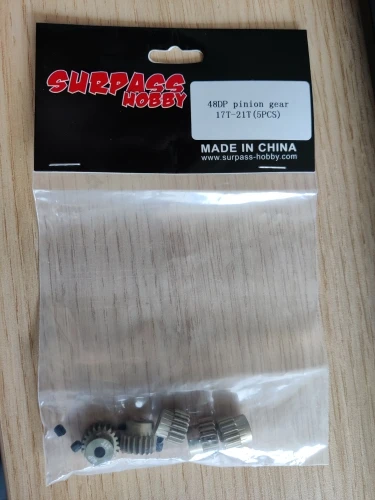 SURPASS
HOBBY
48DP pinion gear
17T-21T(5PCS)
MADE IN CHINA
www.surpass-hobby.com